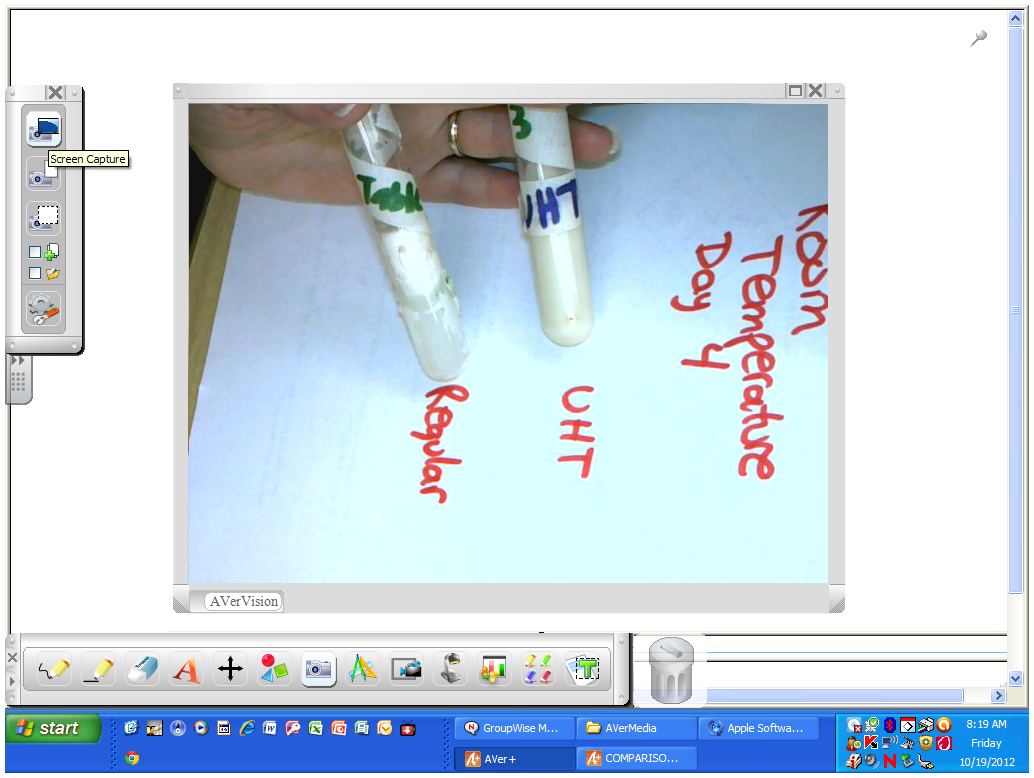 Screen Capture
3
Table
UHT
Room
Temperature
Day 4
Regular
UHT
AVerVision
start
GroupWise M...
AVerMedia
Apple Softwa...
AVer+
COMPARISO...
8:19 AM
Friday
10/19/2012